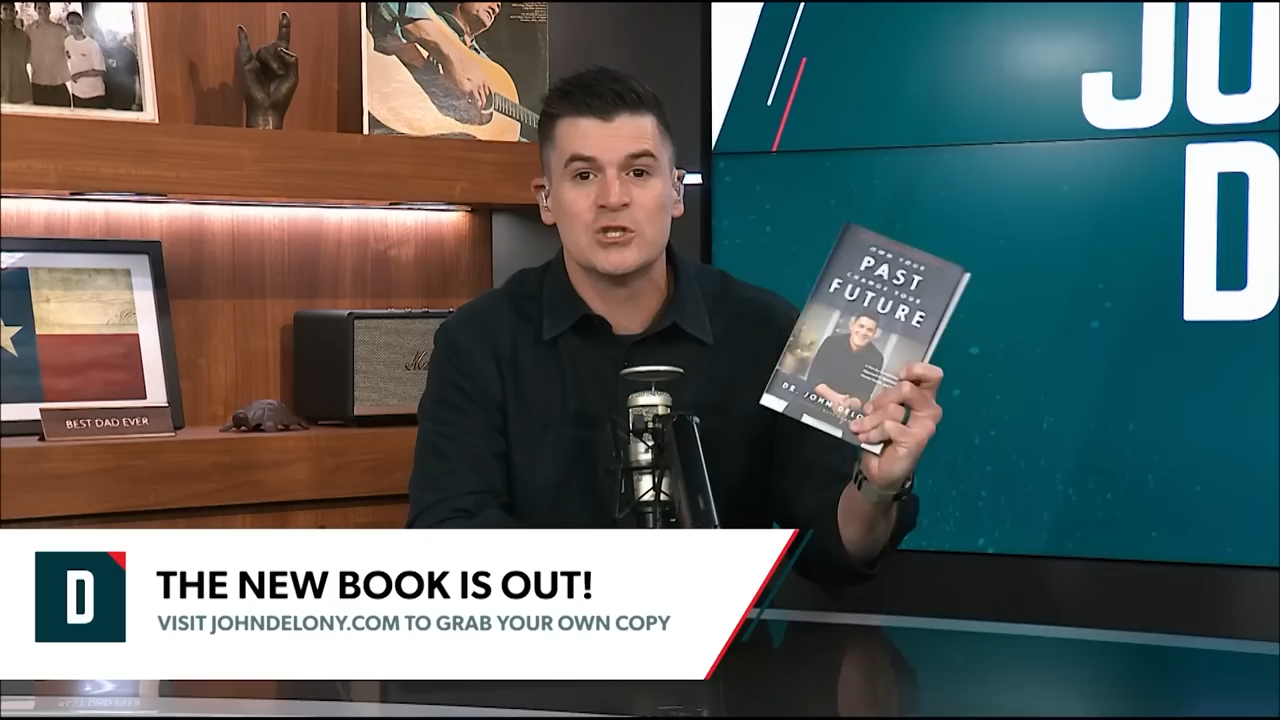 JO
D
OWN YOUR
PAST
CHANGE YOUR
FUTURE
DR. JOHN DELO
BEST DAD EVER
D
THE NEW BOOK IS OUT!
VISIT JOHNDELONY.COM TO GRAB YOUR OWN COPY